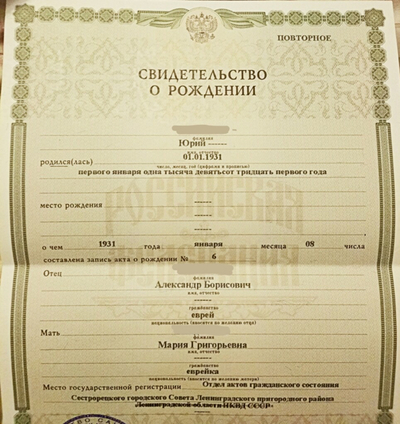 ПОВТОРНОЕ
СВИДЕТЕЛЬСТВО
О РОЖДЕНИИ
фамилия
Юрий
имя, отчество
родился(лась) 01.01.1931
число, месяц, год (цифрами и прописью)
первого января одна тысяча девятьсот тридцать первого года
место рождения
РОССИЙСКАЯ
ФЕДЕРАЦИЯ
о чем 1931 года января месяца 08 числа
составлена запись акта о рождении № 6
Отец
фамилия
Александр Борисович
имя, отчество
гражданство
еврей
национальность (вносится по желанию отца)
Мать
фамилия
Мария Григорьевна
имя, отчество
гражданство
еврейка
национальность (вносится по желанию матери)
Место государственной регистрации Отдел актов гражданского состояния
Сестрорецкого городского Совета Ленинградского пригородного района
Ленинградской области НКВД СССР